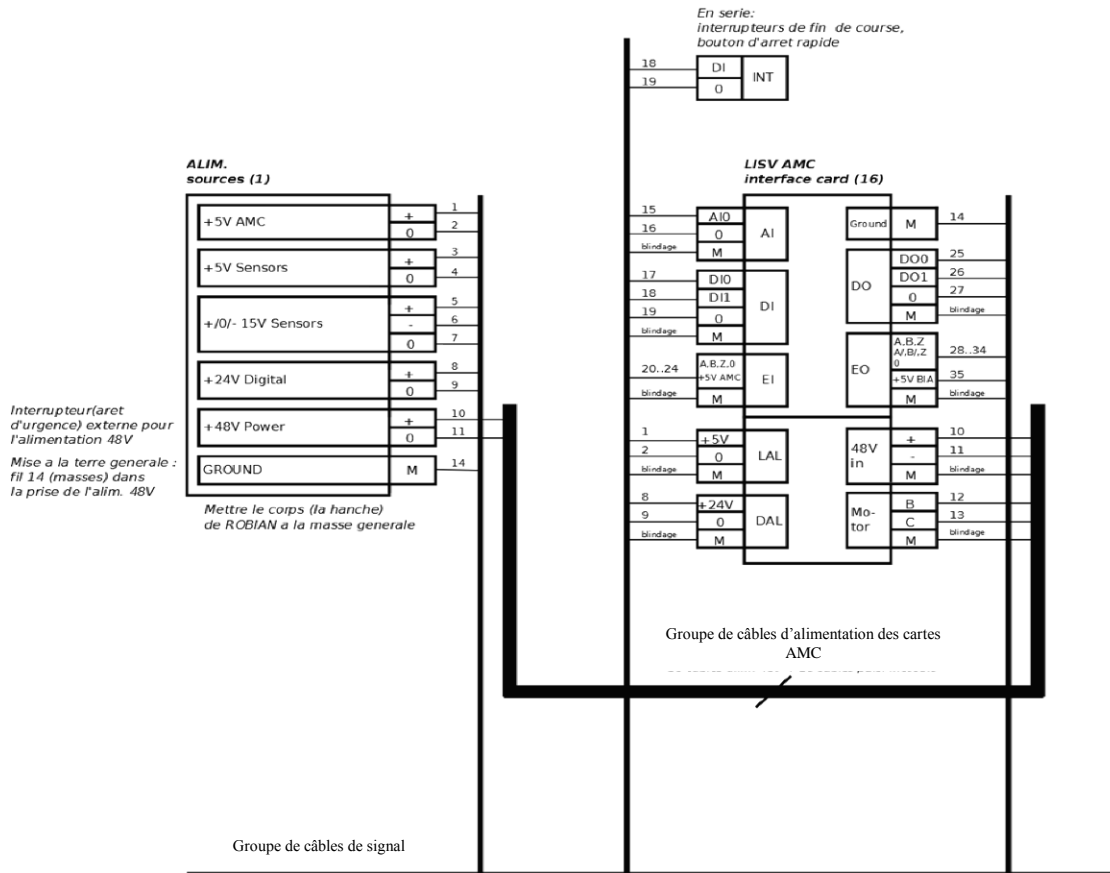 En serie:
interrupteurs de fin de course,
bouton d'arret rapide
18
19
DI
0
INT
ALIM.
sources (1)
+5V AMC
+
0
1
2
+5V Sensors
+
0
3
4
+/0/- 15V Sensors
+
-
0
5
6
7
+24V Digital
+
0
8
9
+48V Power
+
0
10
11
GROUND
M
14
Interrupteur(aret
d'urgence) externe pour
l'alimentation 48V
Mise a la terre generale :
fil 14 (masses) dans
la prise de l'alim. 48V
Mettre le corps (la hanche)
de ROBIAN a la masse generale
LISV AMC
interface card (16)
15
16
blindage
AI0
0
M
AI
17
18
19
blindage
DI0
DI1
0
M
DI
20..24
blindage
A,B,Z,0
+5V AMC
M
EI
1
2
blindage
+5V
0
M
LAL
8
9
blindage
+24V
0
M
DAL
Ground
M
14
DO
DO0
DO1
0
M
25
26
27
blindage
EO
A,B,Z
A/,B/,Z
0
+5V BIA
M
28..34
35
blindage
48V
in
+
-
M
10
11
blindage
Mo-
tor
B
C
M
12
13
blindage
Groupe de câbles d’alimentation des cartes
AMC
Groupe de câbles de signal